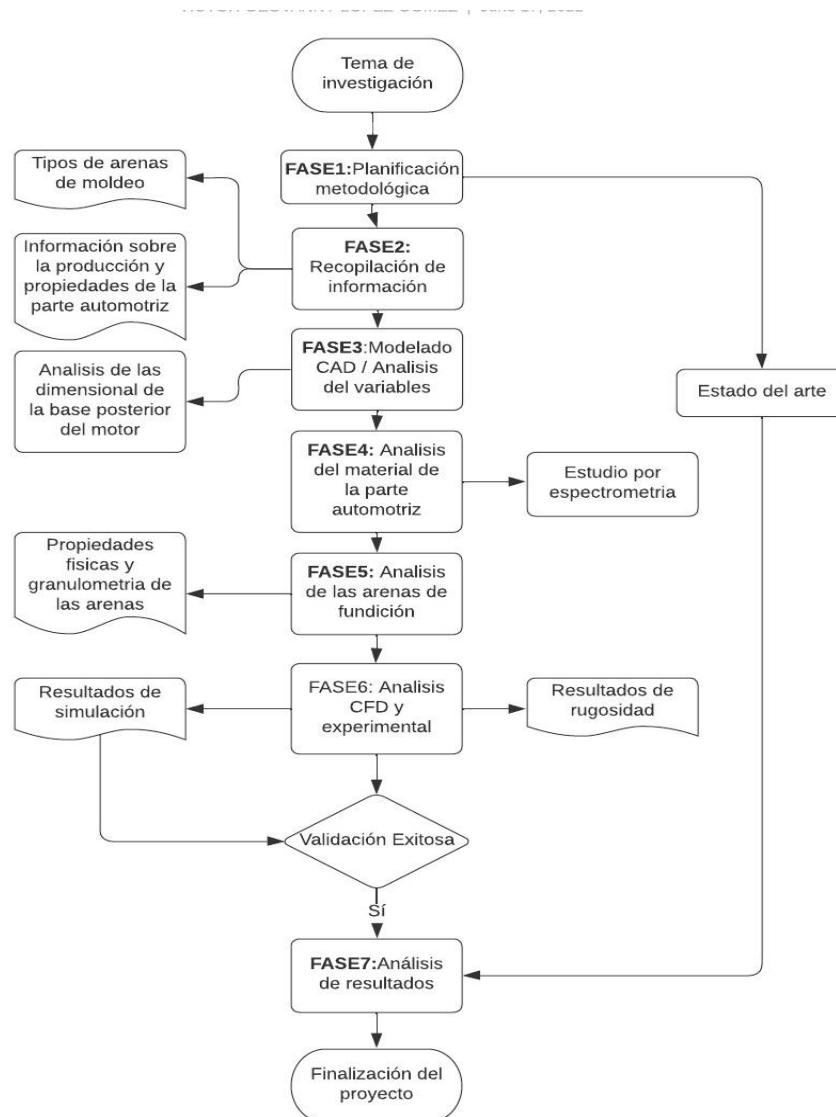 Tema de
investigación
FASE1:Planificación
metodológica
Tipos de arenas
de moldeo
FASE2:
Recopilación de
información
Información sobre
la producción y
propiedades de la
parte automotriz
FASE3:Modelado
CAD / Analisis
del variables
Analisis de las
dimensional de
la base posterior
del motor
Estado del arte
FASE4: Analisis
del material de
la parte
automotriz
Estudio por
espectrometria
Propiedades
fisicas y
granulometria de
las arenas
FASE5: Analisis
de las arenas de
fundición
FASE6: Analisis
CFD y
experimental
Resultados de
simulación
Resultados de
rugosidad
Validación Exitosa
Sí
FASE7:Análisis
de resultados
Finalización del
proyecto